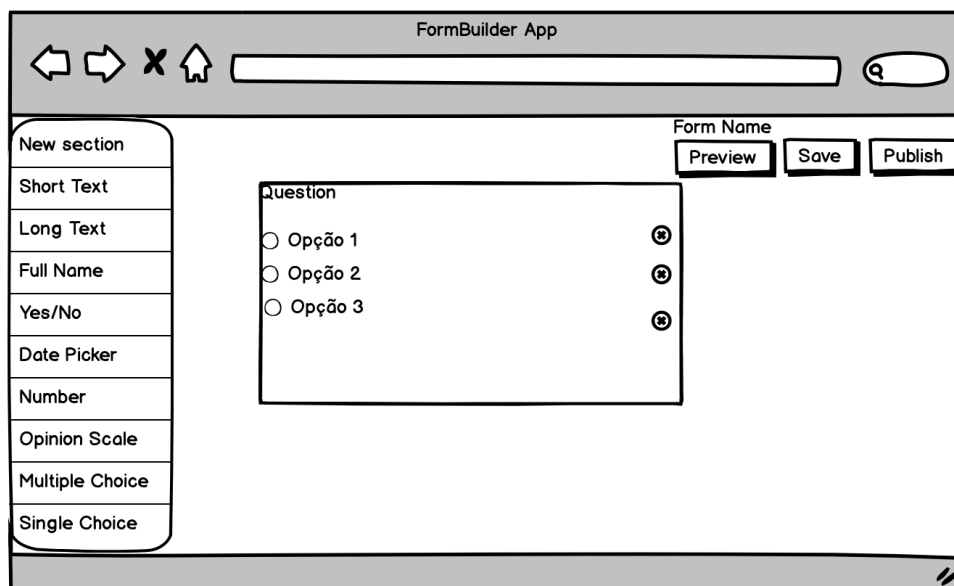 FormBuilder App
Form Name
Preview
Save
Publish
New section
Short Text
Long Text
Full Name
Yes/No
Date Picker
Number
Opinion Scale
Multiple Choice
Single Choice
Question
Opção 1
Opção 2
Opção 3